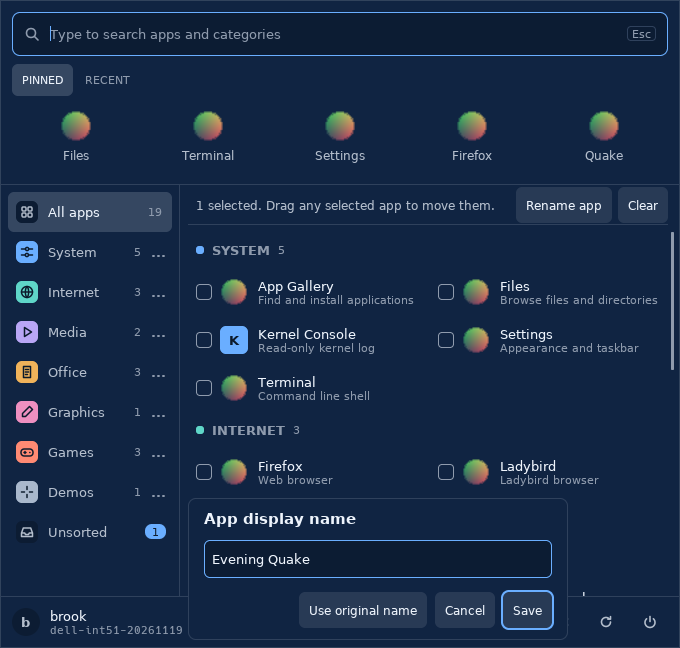 Type to search apps and categories
Esc
PINNED RECENT
Files Terminal Settings Firefox Quake
All apps 19
System 5 ...
Internet 3 ...
Media 2 ...
Office 3 ...
Graphics 1 ...
Games 3 ...
Demos 1 ...
Unsorted 1
1 selected. Drag any selected app to move them.
Rename app
Clear
SYSTEM 5
App Gallery
Find and install applications
Files
Browse files and directories
K
Kernel Console
Read-only kernel log
Settings
Appearance and taskbar
Terminal
Command line shell
INTERNET 3
Firefox
Web browser
Ladybird
Ladybird browser
App display name
Evening Quake
Use original name Cancel Save
b
brook
dell-int51-20261119